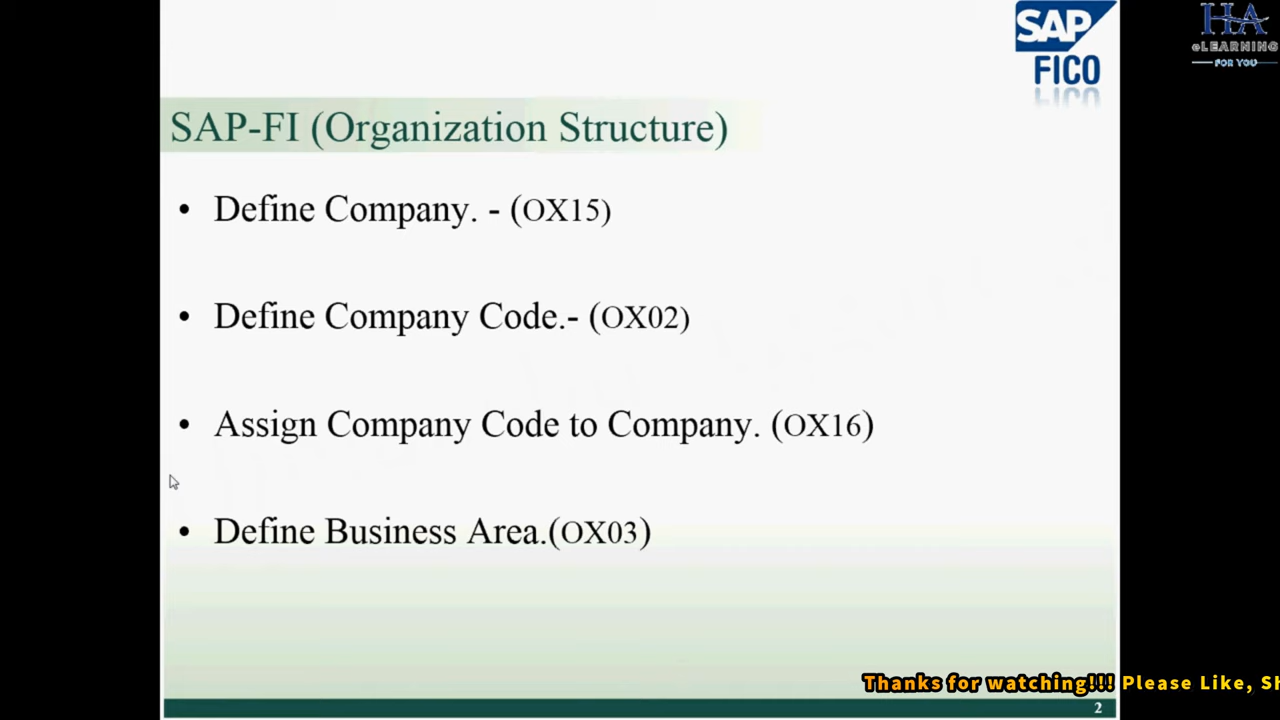 SAP
FICO
HA
eLEARNING
FOR YOU
SAP-FI (Organization Structure)
• Define Company. - (OX15)
• Define Company Code.- (OX02)
• Assign Company Code to Company. (OX16)
• Define Business Area.(OX03)
Thanks for watching!!! Please Like, SH
2